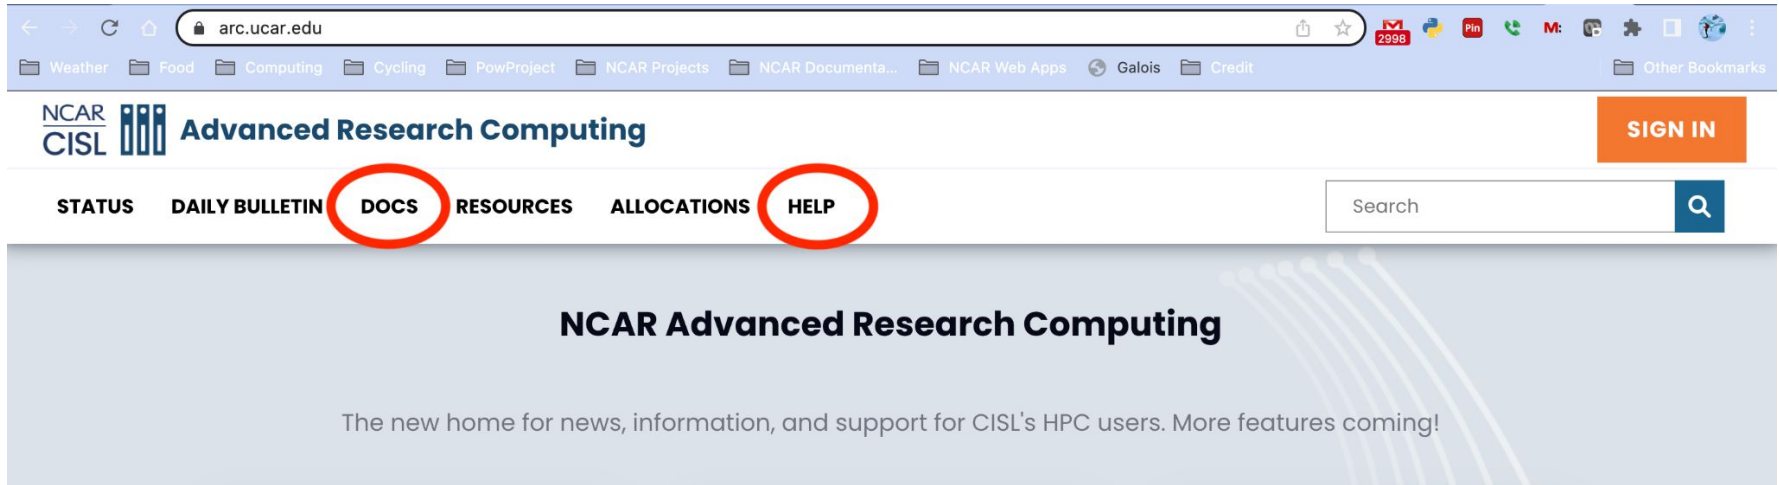 arc.ucar.edu
2998 Pin M:
Weather Food Computing Cycling PowProject NCAR Projects NCAR Documenta... NCAR Web Apps Galois Credit Other Bookmarks
NCAR
CISL Advanced Research Computing SIGN IN
STATUS DAILY BULLETIN DOCS RESOURCES ALLOCATIONS HELP Search
NCAR Advanced Research Computing
The new home for news, information, and support for CISL's HPC users. More features coming!